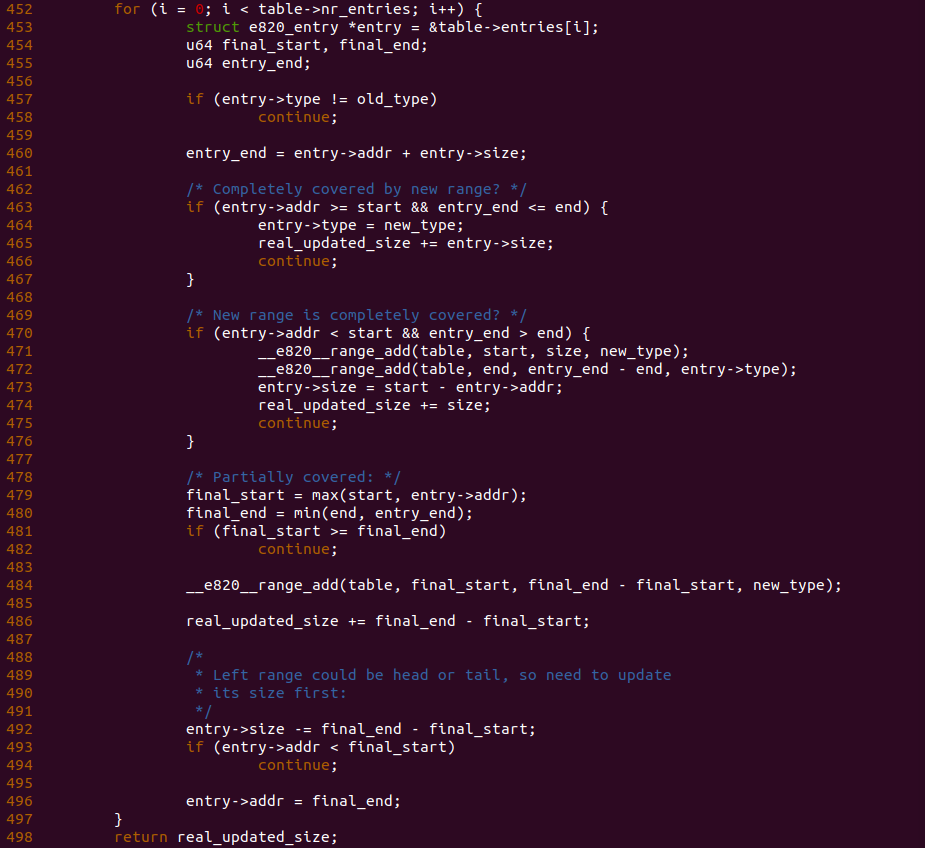 452         for (i = 0; i < table->nr_entries; i++) {
453                 struct e820_entry *entry = &table->entries[i];
454                 u64 final_start, final_end;
455                 u64 entry_end;
456
457                 if (entry->type != old_type)
458                         continue;
459
460                 entry_end = entry->addr + entry->size;
461
462                 /* Completely covered by new range? */
463                 if (entry->addr >= start && entry_end <= end) {
464                         entry->type = new_type;
465                         real_updated_size += entry->size;
466                         continue;
467                 }
468
469                 /* New range is completely covered? */
470                 if (entry->addr < start && entry_end > end) {
471                         __e820__range_add(table, start, size, new_type);
472                         __e820__range_add(table, end, entry_end - end, entry->type);
473                         entry->size = start - entry->addr;
474                         real_updated_size += size;
475                         continue;
476                 }
477
478                 /* Partially covered: */
479                 final_start = max(start, entry->addr);
480                 final_end = min(end, entry_end);
481                 if (final_start >= final_end)
482                         continue;
483
484                 __e820__range_add(table, final_start, final_end - final_start, new_type);
485
486                 real_updated_size += final_end - final_start;
487
488                 /*
489                  * Left range could be head or tail, so need to update
490                  * its size first:
491                  */
492                 entry->size -= final_end - final_start;
493                 if (entry->addr < final_start)
494                         continue;
495
496                 entry->addr = final_end;
497         }
498         return real_updated_size;